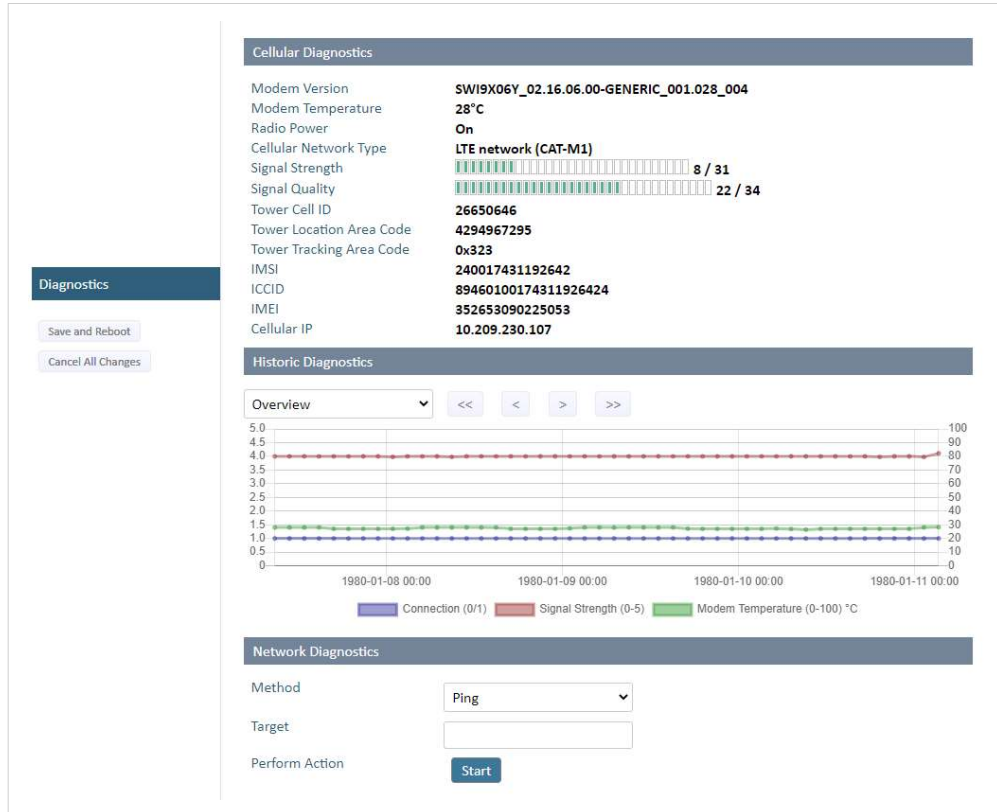 Cellular Diagnostics
Modem Version SWI9X06Y_02.16.06.00-GENERIC_001.028_004
Modem Temperature 28°C
Radio Power On
Cellular Network Type LTE network (CAT-M1)
Signal Strength 8 / 31
Signal Quality 22 / 34
Tower Cell ID 26650646
Tower Location Area Code 4294967295
Tower Tracking Area Code 0x323
IMSI 240017431192642
ICCID 89460100174311926424
IMEI 352653090225053
Cellular IP 10.209.230.107
Diagnostics
Save and Reboot
Cancel All Changes
Historic Diagnostics
Overview << < > >>
5.0 100
4.5 90
4.0 80
3.5 70
3.0 60
2.5 50
2.0 40
1.5 30
1.0 20
0.5 10
0 0
1980-01-08 00:00 1980-01-09 00:00 1980-01-10 00:00 1980-01-11 00:00
Connection (0/1) Signal Strength (0-5) Modem Temperature (0-100) °C
Network Diagnostics
Method Ping
Target
Perform Action Start